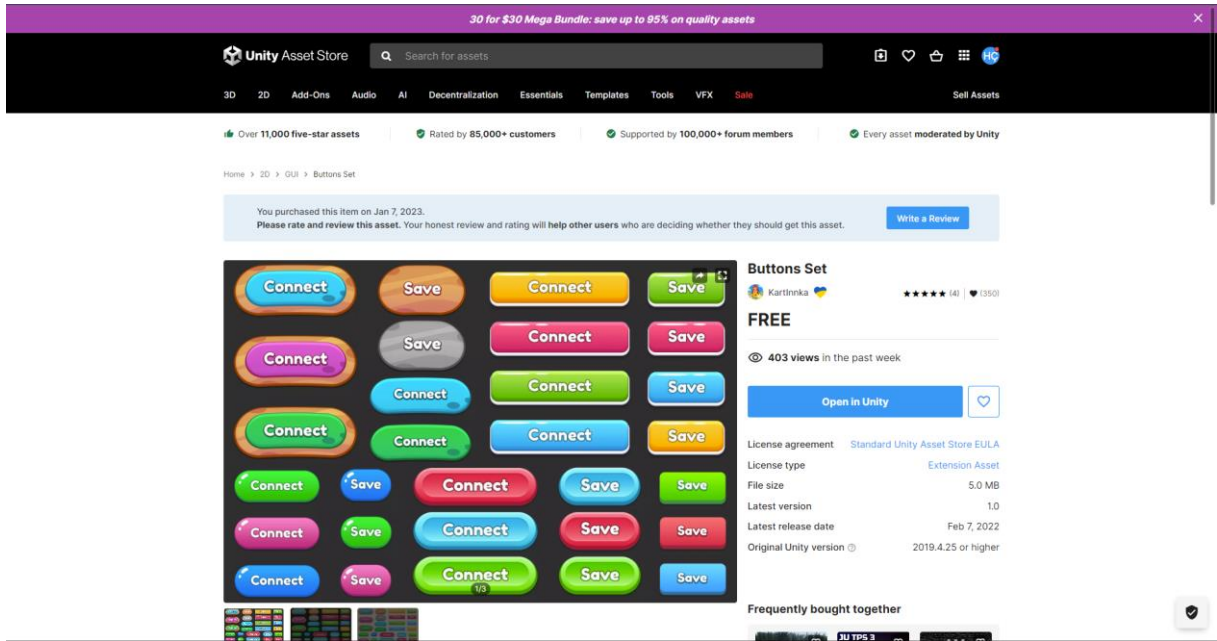 30 for $30 Mega Bundle: save up to 95% on quality assets
Unity Asset Store
Search for assets
HÇ
3D 2D Add-Ons Audio AI Decentralization Essentials Templates Tools VFX Sale Sell Assets
Over 11,000 five-star assets Rated by 85,000+ customers Supported by 100,000+ forum members Every asset moderated by Unity
Home > 2D > GUI > Buttons Set
You purchased this item on Jan 7, 2023.
Please rate and review this asset. Your honest review and rating will help other users who are deciding whether they should get this asset.
Write a Review
Connect Save Connect Save
Connect Save Connect Save
Connect Connect Save
Connect Connect Connect Save
Connect Save Connect Save Save
Connect Save Connect Save Save
Connect Save Connect Save Save
1/3
Buttons Set
KartInnka (4) (350)
FREE
403 views in the past week
Open in Unity
License agreement Standard Unity Asset Store EULA
License type Extension Asset
File size 5.0 MB
Latest version 1.0
Latest release date Feb 7, 2022
Original Unity version 2019.4.25 or higher
Frequently bought together
JU TPS 3